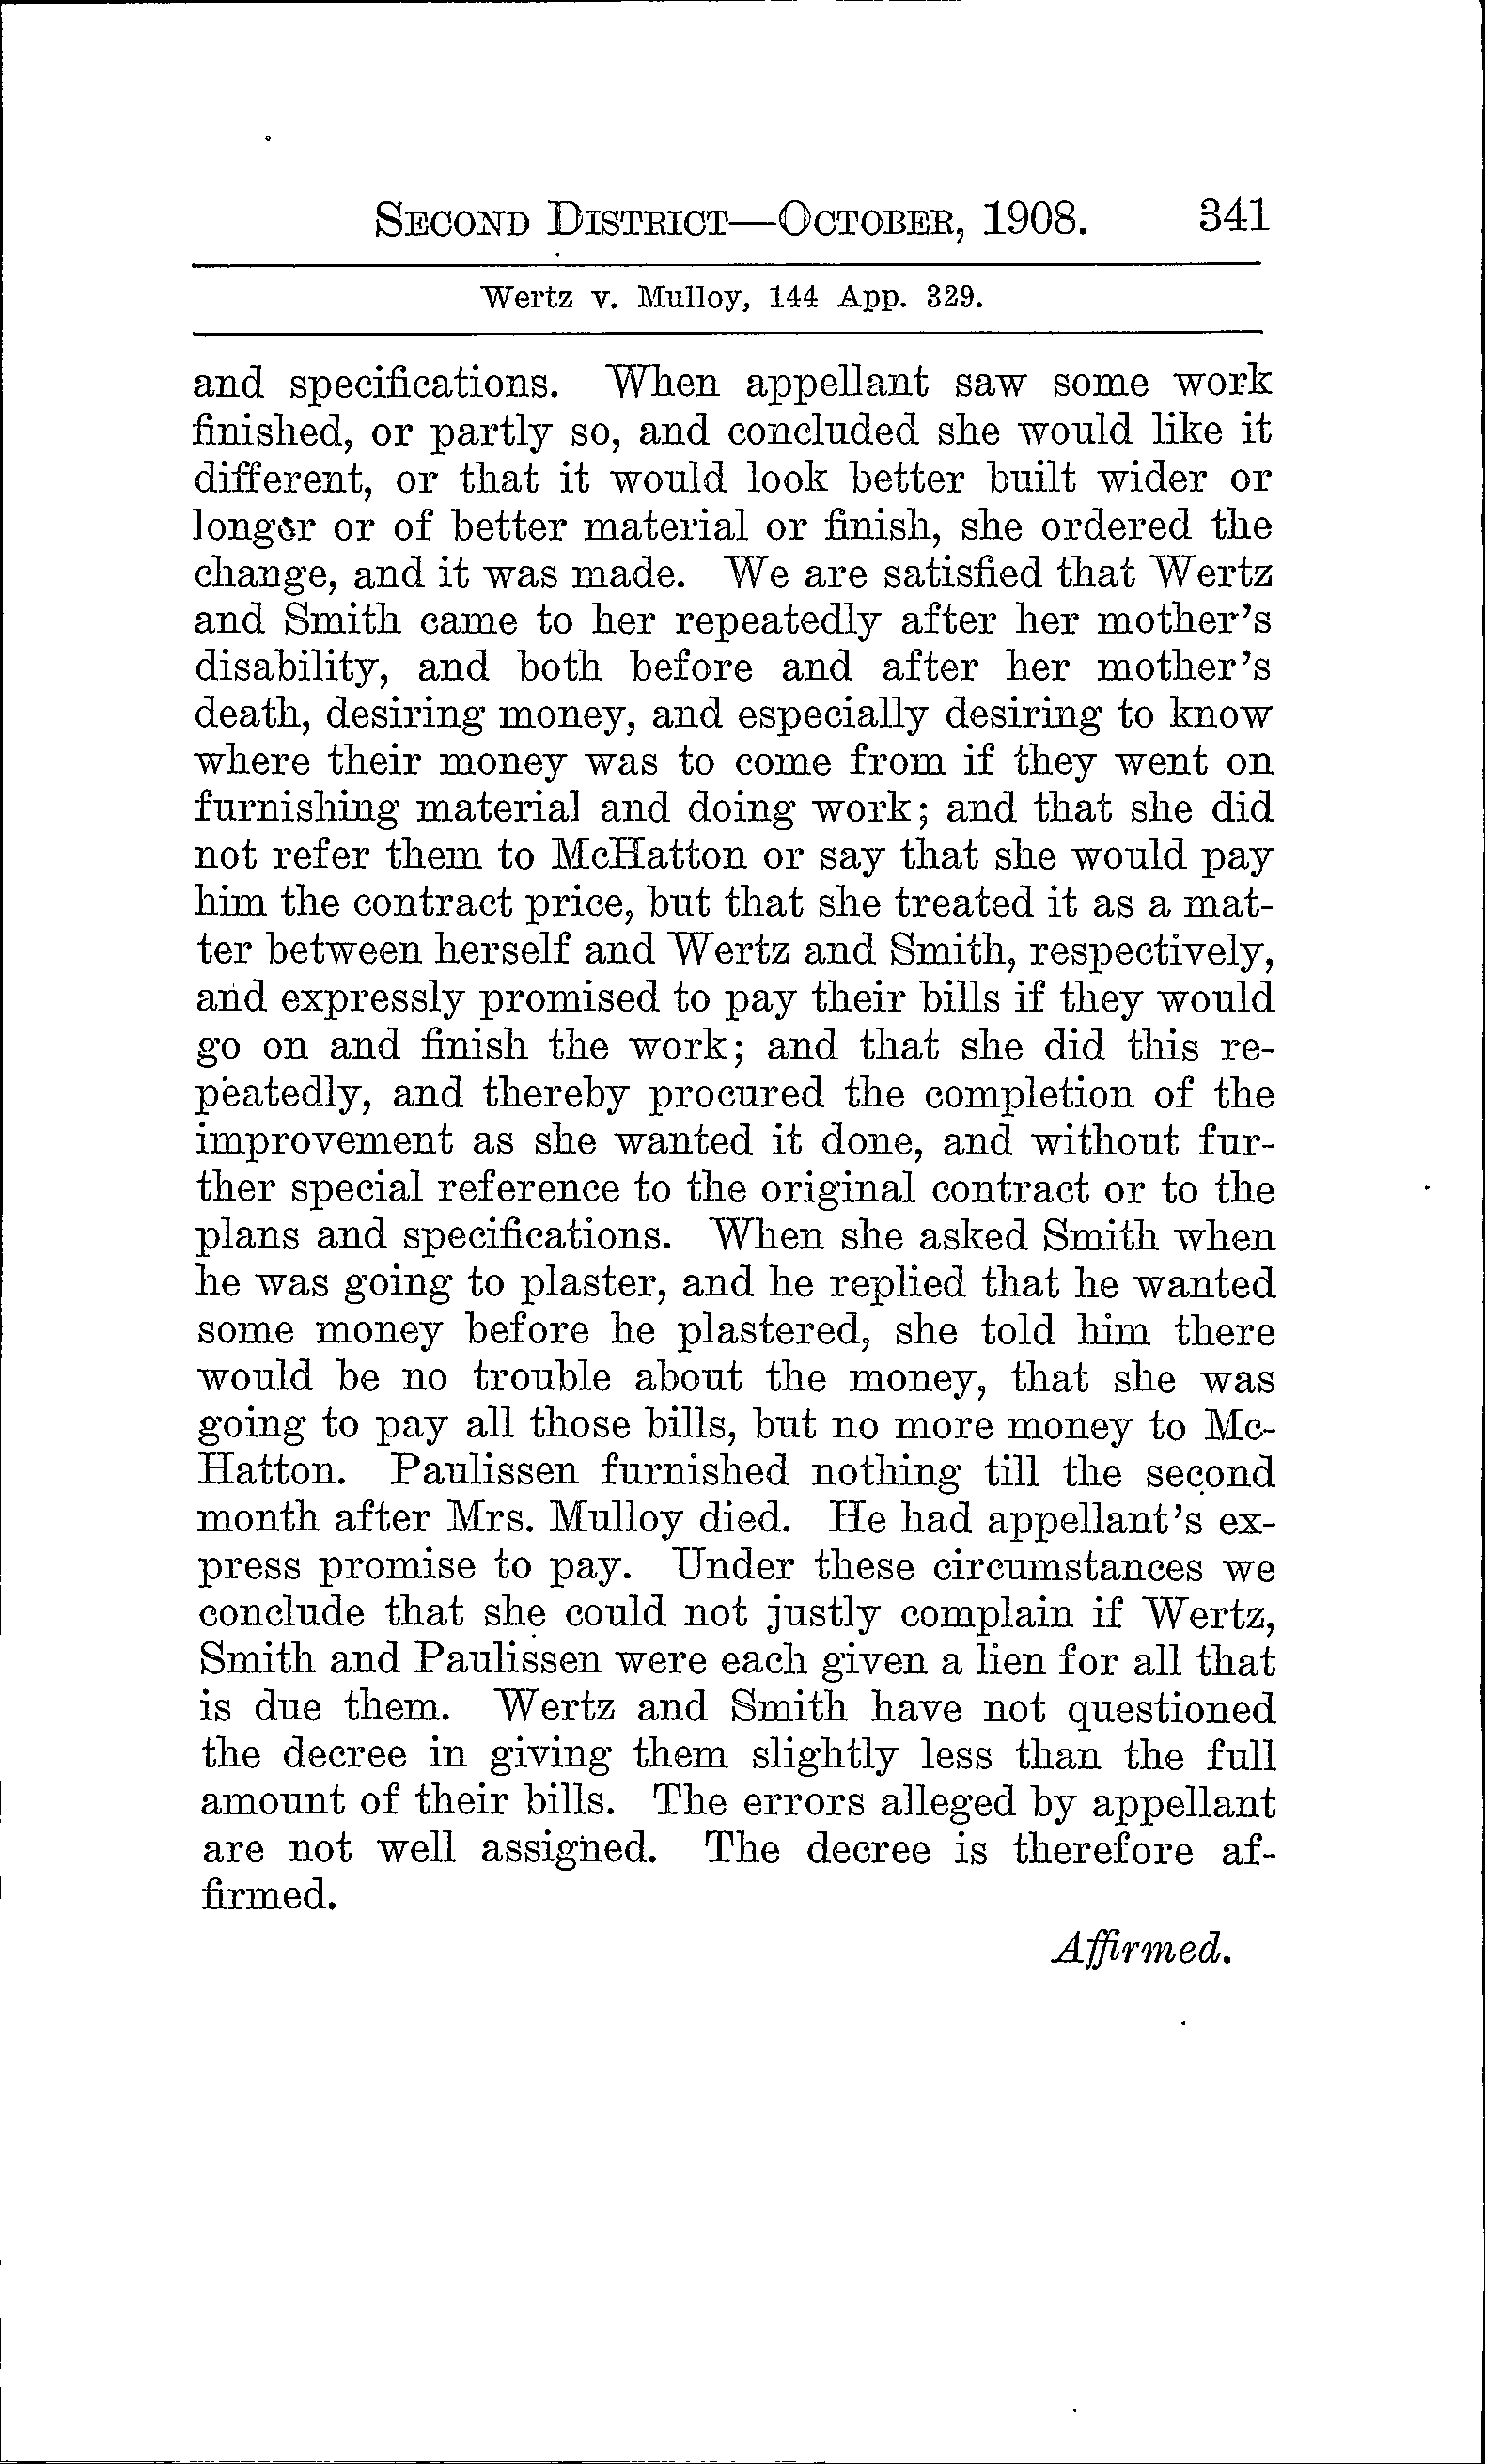 SECOND DISTRICT—OCTOBER, 1908. 341
Wertz v. Mulloy, 144 App. 329.
and specifications. When appellant saw some work
finished, or partly so, and concluded she would like it
different, or that it would look better built wider or
longer or of better material or finish, she ordered the
change, and it was made. We are satisfied that Wertz
and Smith came to her repeatedly after her mother's
disability, and both before and after her mother's
death, desiring money, and especially desiring to know
where their money was to come from if they went on
furnishing material and doing work; and that she did
not refer them to McHatton or say that she would pay
him the contract price, but that she treated it as a mat-
ter between herself and Wertz and Smith, respectively,
and expressly promised to pay their bills if they would
go on and finish the work; and that she did this re-
peatedly, and thereby procured the completion of the
improvement as she wanted it done, and without fur-
ther special reference to the original contract or to the
plans and specifications. When she asked Smith when
he was going to plaster, and he replied that he wanted
some money before he plastered, she told him there
would be no trouble about the money, that she was
going to pay all those bills, but no more money to Mc-
Hatton. Paulissen furnished nothing till the second
month after Mrs. Mulloy died. He had appellant's ex-
press promise to pay. Under these circumstances we
conclude that she could not justly complain if Wertz,
Smith and Paulissen were each given a lien for all that
is due them. Wertz and Smith have not questioned
the decree in giving them slightly less than the full
amount of their bills. The errors alleged by appellant
are not well assigned. The decree is therefore af-
firmed.
Affirmed.